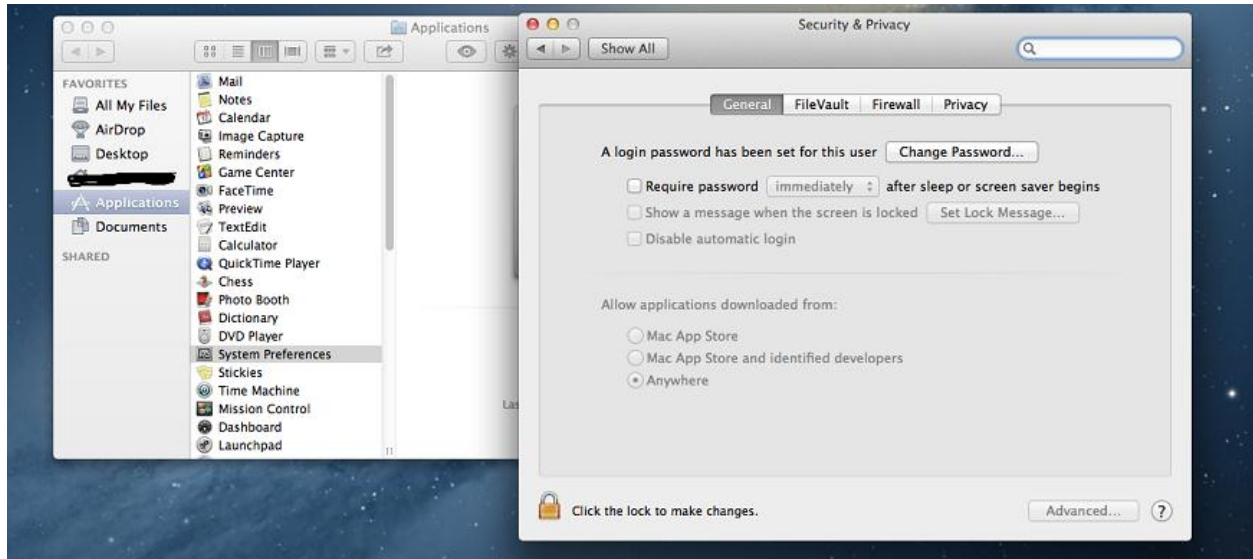 Applications
FAVORITES
All My Files
AirDrop
Desktop
Applications
Documents
SHARED
Mail
Notes
Calendar
Image Capture
Reminders
Game Center
FaceTime
Preview
TextEdit
Calculator
QuickTime Player
Chess
Photo Booth
Dictionary
DVD Player
System Preferences
Stickies
Time Machine
Mission Control
Dashboard
Launchpad
Las
Security & Privacy
Show All
General FileVault Firewall Privacy
A login password has been set for this user Change Password...
Require password immediately after sleep or screen saver begins
Show a message when the screen is locked Set Lock Message...
Disable automatic login
Allow applications downloaded from:
Mac App Store
Mac App Store and identified developers
Anywhere
Click the lock to make changes. Advanced... ?